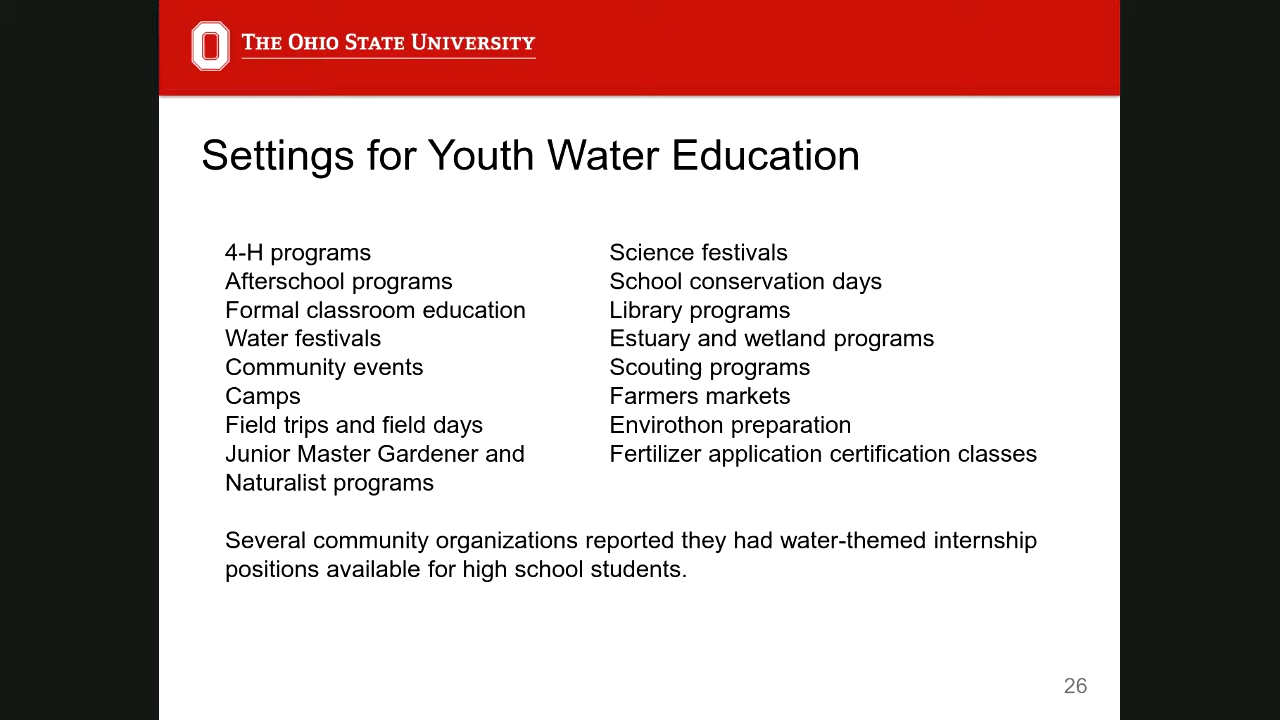 THE OHIO STATE UNIVERSITY
Settings for Youth Water Education
4-H programs
Afterschool programs
Formal classroom education
Water festivals
Community events
Camps
Field trips and field days
Junior Master Gardener and
Naturalist programs
Science festivals
School conservation days
Library programs
Estuary and wetland programs
Scouting programs
Farmers markets
Envirothon preparation
Fertilizer application certification classes
Several community organizations reported they had water-themed internship
positions available for high school students.
26